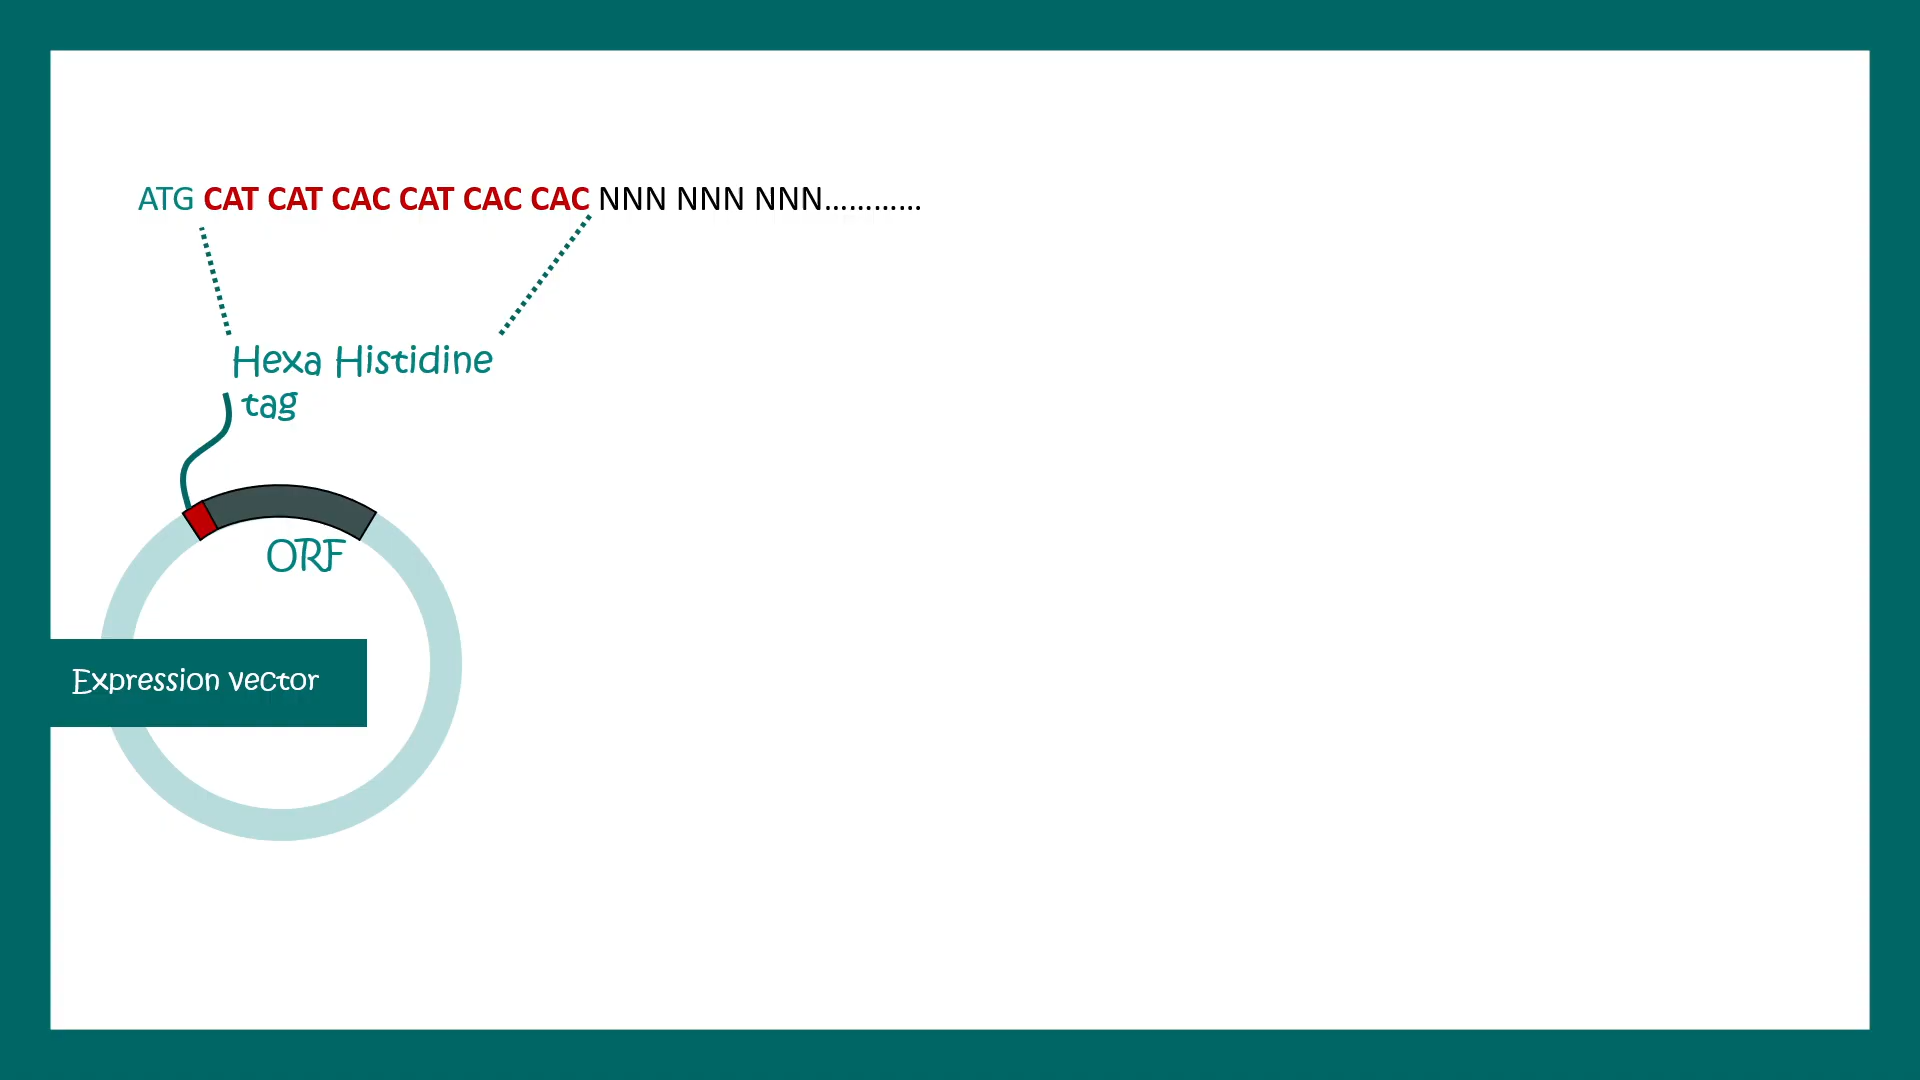 ATG CAT CAT CAC CAT CAC CAC NNN NNN NNN............
Hexa Histidine
tag
ORF
Expression vector